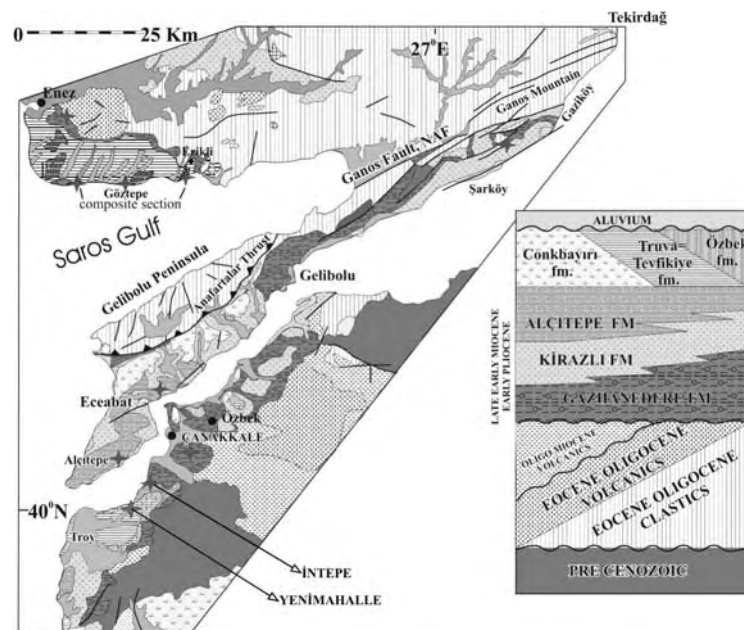 Tekirdağ
0 25 Km
27°E
Enez
Ganos Mountain
Gaziköy
Erikli
Ganos Fault, NAF
Göztepe
composite section
Şarköy
Saros Gulf
Gelibolu Peninsula
Anafartalar Thrust
Gelibolu
Eceabat
Özbek
ÇANAKKALE
Alçıtepe
40°N
Troy
İNTEPE
YENİMAHALLE
ALUVIUM
Conkbayırı
fm.
Truva=
Tevfikiye
fm.
Özbek
fm.
LATE EARLY MIOCENE
EARLY PLIOCENE
ALÇITEPE FM
KİRAZLI FM
GAZHANEDERE FM
OLIGO MIOCENE
VOLCANICS
EOCENE OLIGOCENE
VOLCANICS
EOCENE OLIGOCENE
CLASTICS
PRE CENOZOIC